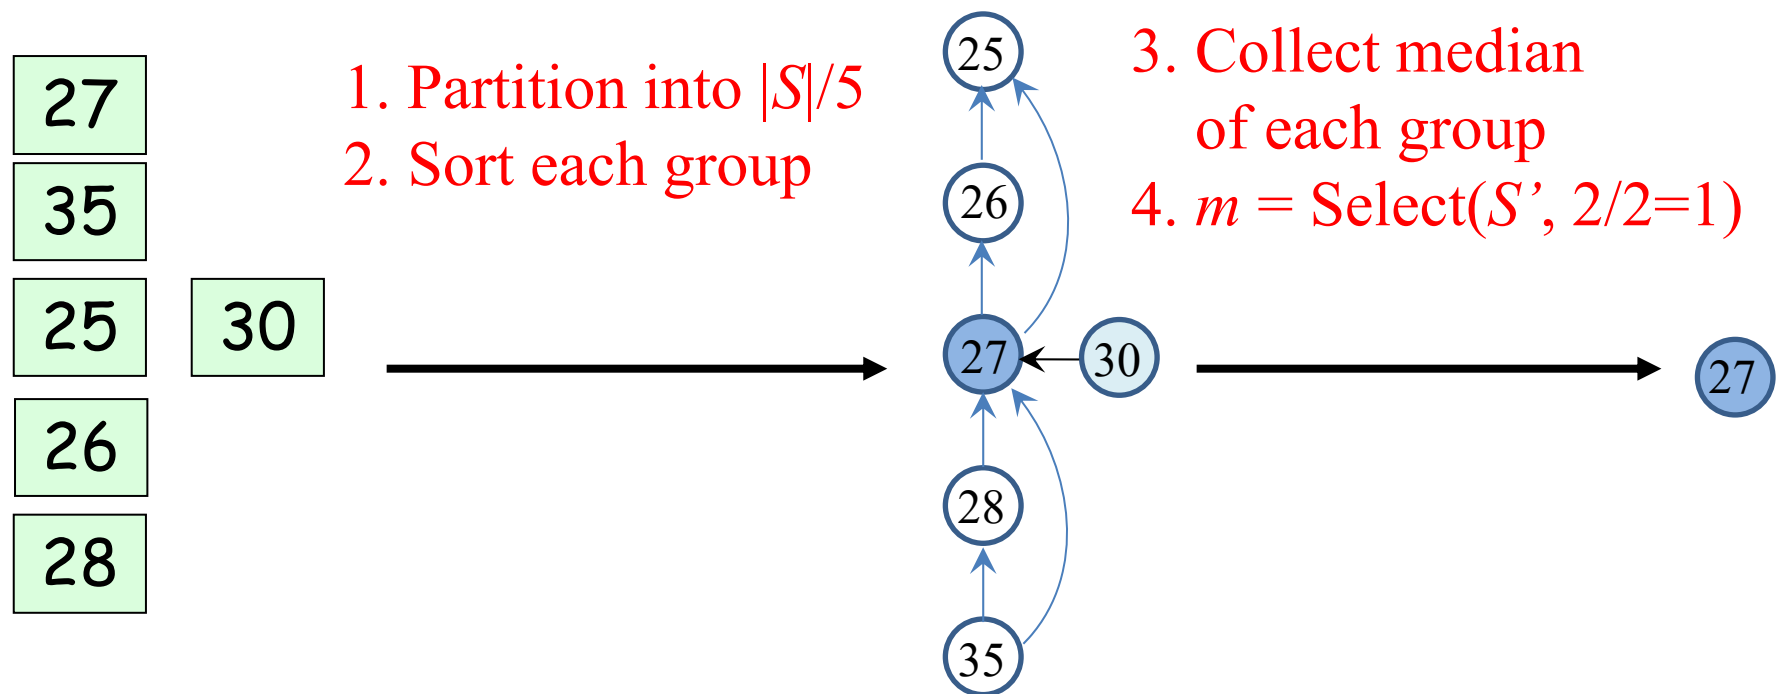 27
35
25
30
26
28
1. Partition into |S|/5
2. Sort each group
25
26
27
30
28
35
3. Collect median
of each group
4. m = Select(S’, 2/2=1)
27